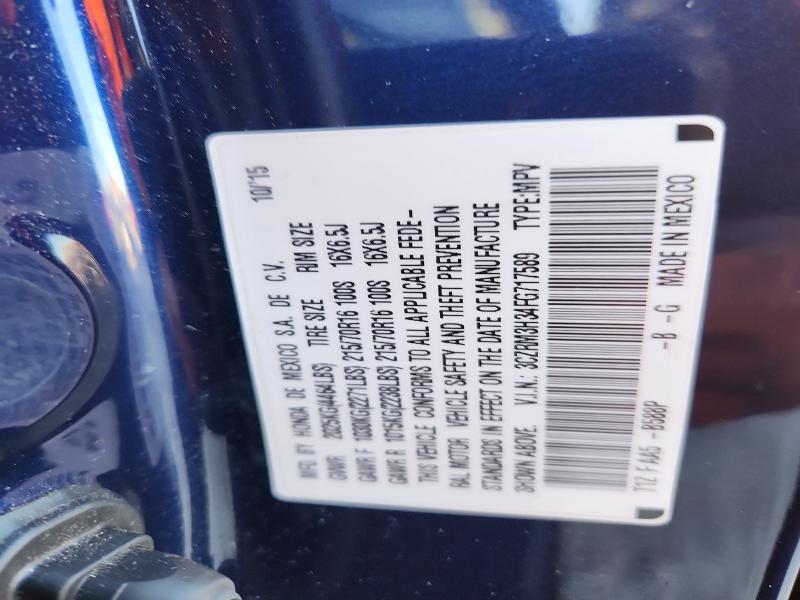 MFG. BY HONDA DE MEXICO S.A. DE C.V. 10/'15
GVWR 2025KG(4464LBS) TIRE SIZE RIM SIZE
GAWR F 1030KG(2271LBS) 215/70R16 100S 16X6.5J
GAWR R 1015KG(2238LBS) 215/70R16 100S 16X6.5J
THIS VEHICLE CONFORMS TO ALL APPLICABLE FEDE-
RAL MOTOR VEHICLE SAFETY AND THEFT PREVENTION
STANDARDS IN EFFECT ON THE DATE OF MANUFACTURE
SHOWN ABOVE. V.I.N.: 3CZRM3H34FG717589 TYPE:MPV
T1Z F AA5 -B588P -B -G MADE IN MEXICO